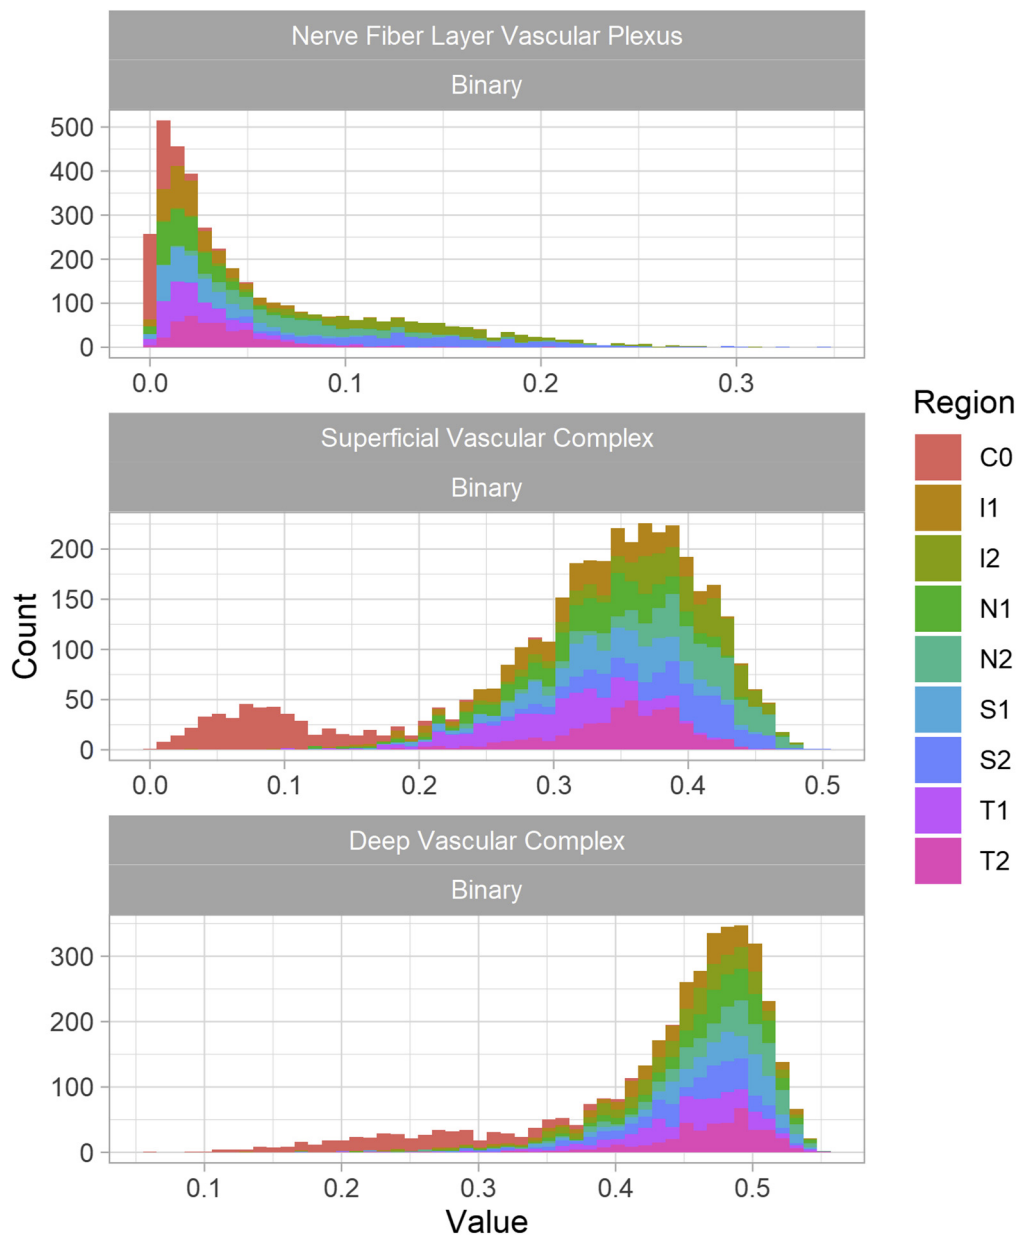 Nerve Fiber Layer Vascular Plexus
Binary
500
400
300
200
100
0
0.0 0.1 0.2 0.3
Superficial Vascular Complex
Binary
200
150
100
50
0
0.0 0.1 0.2 0.3 0.4 0.5
Deep Vascular Complex
Binary
300
200
100
0
0.1 0.2 0.3 0.4 0.5
Count
Value
Region
C0
I1
I2
N1
N2
S1
S2
T1
T2